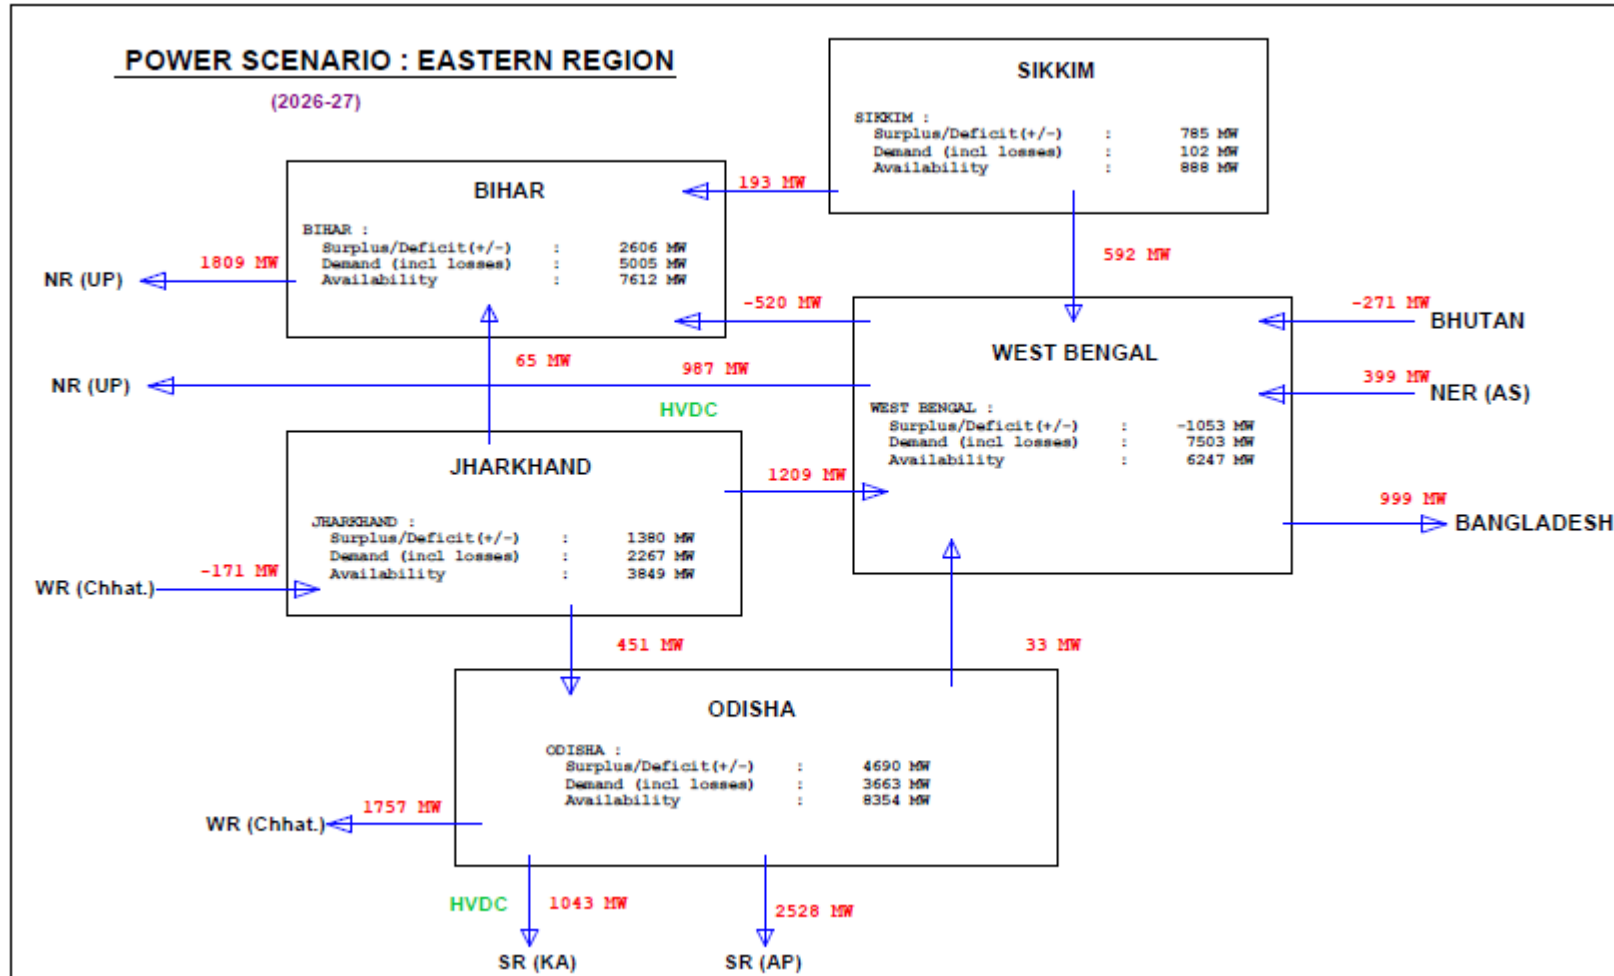 POWER SCENARIO : EASTERN REGION
(2026-27)
SIKKIM
SIKKIM :
Surplus/Deficit(+/-) : 785 MW
Demand (incl losses) : 102 MW
Availability : 888 MW
193 MW
592 MW
BIHAR
BIHAR :
Surplus/Deficit(+/-) : 2606 MW
Demand (incl losses) : 5005 MW
Availability : 7612 MW
1809 MW
NR (UP)
-520 MW
65 MW
987 MW
NR (UP)
HVDC
-271 MW
BHUTAN
399 MW
NER (AS)
WEST BENGAL
WEST BENGAL :
Surplus/Deficit(+/-) : -1053 MW
Demand (incl losses) : 7503 MW
Availability : 6247 MW
999 MW
BANGLADESH
JHARKHAND
JHARKHAND :
Surplus/Deficit(+/-) : 1380 MW
Demand (incl losses) : 2267 MW
Availability : 3849 MW
1209 MW
-171 MW
WR (Chhat.)
451 MW
33 MW
ODISHA
ODISHA :
Surplus/Deficit(+/-) : 4690 MW
Demand (incl losses) : 3663 MW
Availability : 8354 MW
1757 MW
WR (Chhat.)
HVDC
1043 MW
2528 MW
SR (KA)
SR (AP)